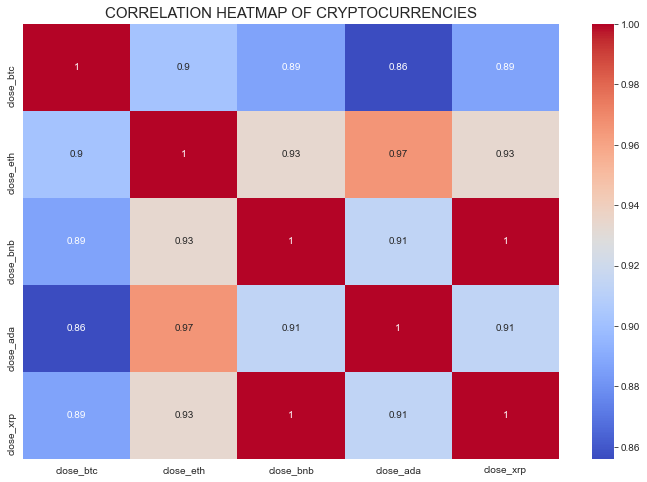 CORRELATION HEATMAP OF CRYPTOCURRENCIES
close_btc 1 0.9 0.89 0.86 0.89
close_eth 0.9 1 0.93 0.97 0.93
close_bnb 0.89 0.93 1 0.91 1
close_ada 0.86 0.97 0.91 1 0.91
close_xrp 0.89 0.93 1 0.91 1
close_btc close_eth close_bnb close_ada close_xrp
1.00
0.98
0.96
0.94
0.92
0.90
0.88
0.86